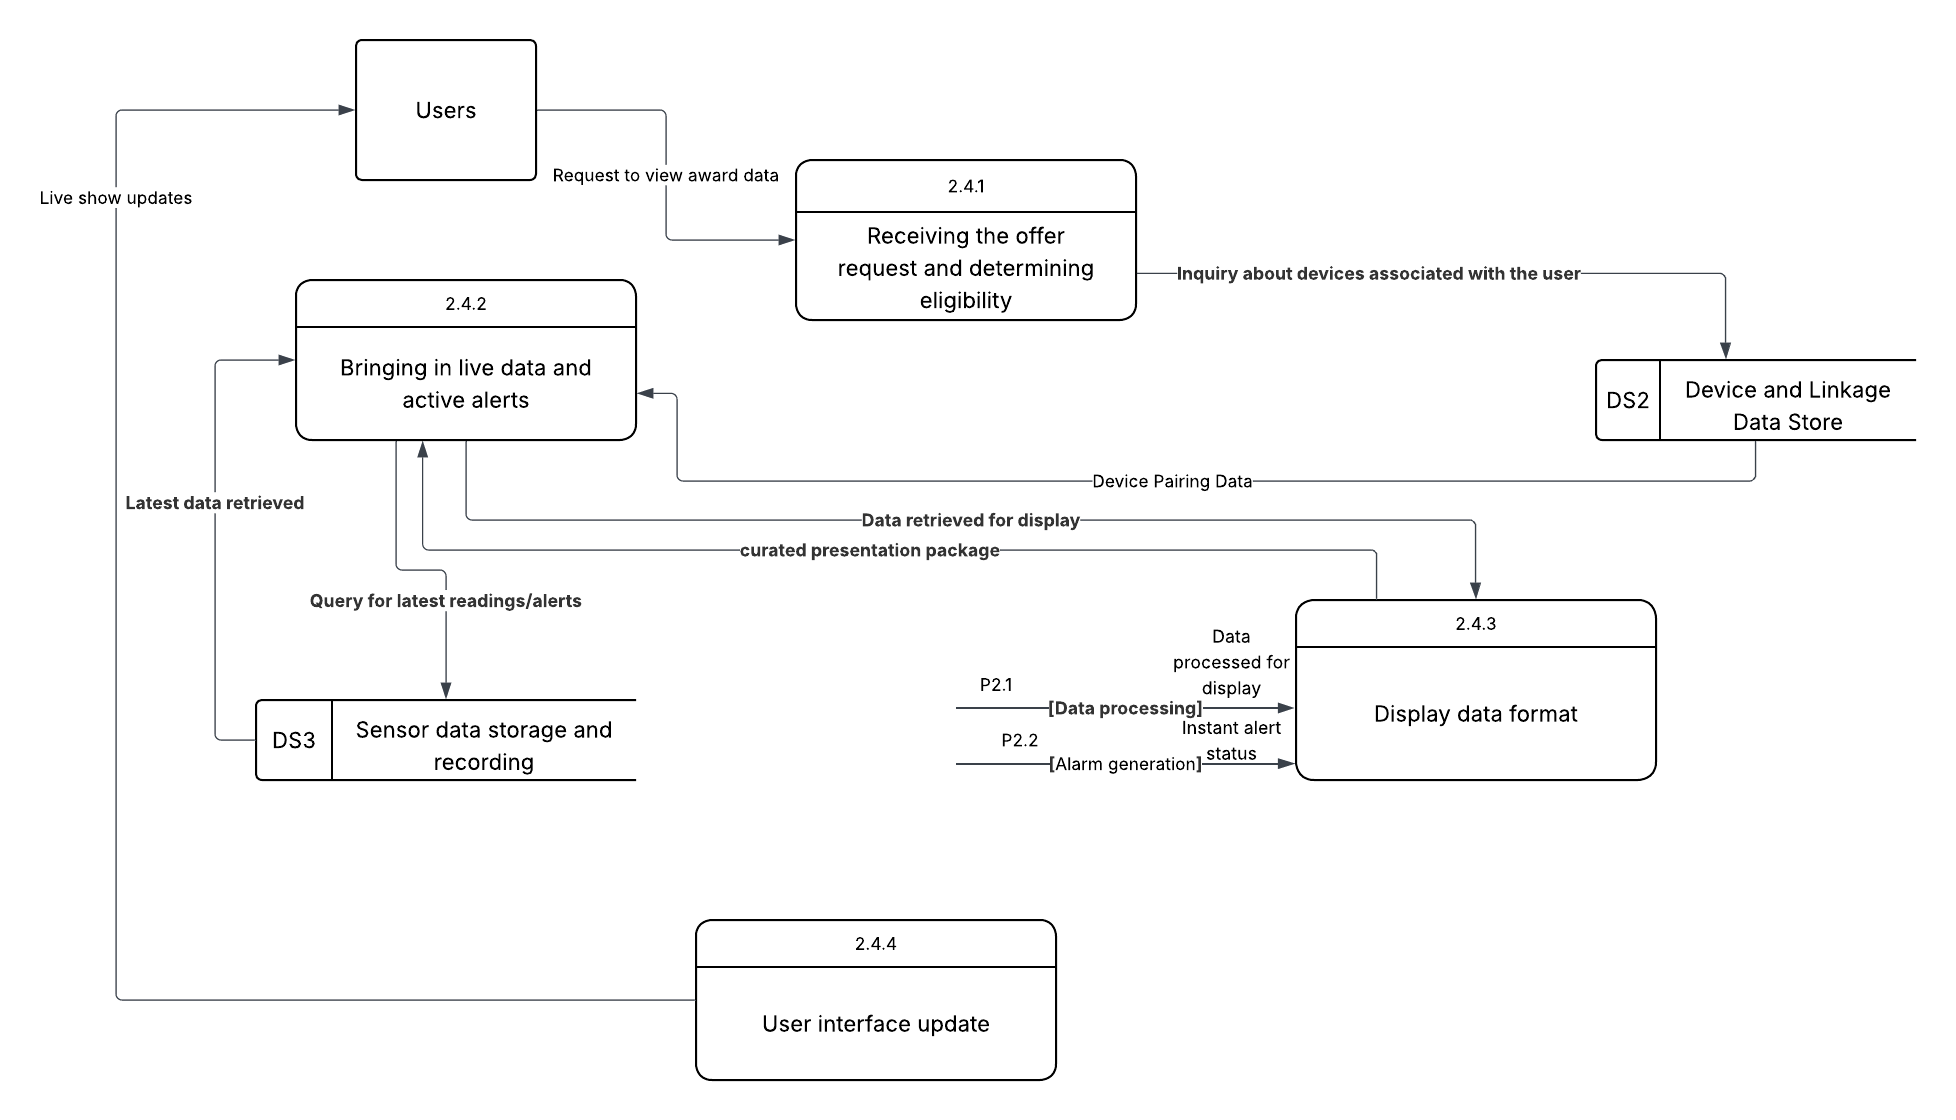 Users
Live show updates
Request to view award data
2.4.1
Receiving the offer
request and determining
eligibility
Inquiry about devices associated with the user
2.4.2
Bringing in live data and
active alerts
DS2
Device and Linkage
Data Store
Device Pairing Data
Latest data retrieved
Data retrieved for display
curated presentation package
Query for latest readings/alerts
2.4.3
Display data format
Data
processed for
display
P2.1
[Data processing]
Instant alert
status
P2.2
[Alarm generation]
DS3
Sensor data storage and
recording
2.4.4
User interface update